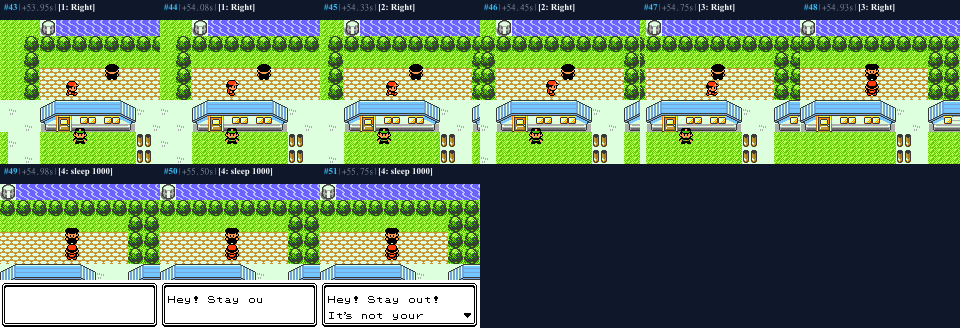 #43 | +53.95s | [1: Right]
#44 | +54.08s | [1: Right]
#45 | +54.33s | [2: Right]
#46 | +54.45s | [2: Right]
#47 | +54.75s | [3: Right]
#48 | +54.93s | [3: Right]
#49 | +54.98s | [4: sleep 1000]
#50 | +55.50s | [4: sleep 1000]
#51 | +55.75s | [4: sleep 1000]
Hey! Stay ou
Hey! Stay out!
It's not your